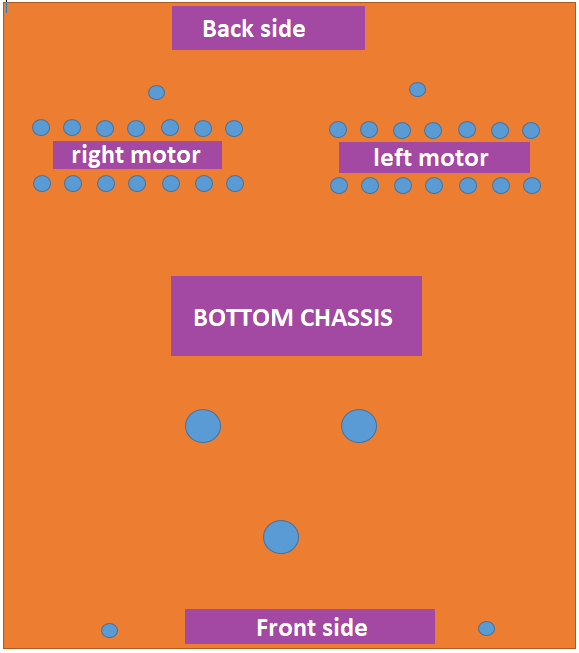 Back side
right motor
left motor
BOTTOM CHASSIS
Front side